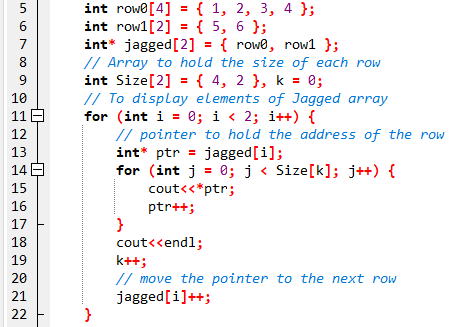 5 int row0[4] = { 1, 2, 3, 4 };
6 int row1[2] = { 5, 6 };
7 int* jagged[2] = { row0, row1 };
8 // Array to hold the size of each row
9 int Size[2] = { 4, 2 }, k = 0;
10 // To display elements of Jagged array
11 for (int i = 0; i < 2; i++) {
12 // pointer to hold the address of the row
13 int* ptr = jagged[i];
14 for (int j = 0; j < Size[k]; j++) {
15 cout<<*ptr;
16 ptr++;
17 }
18 cout<<endl;
19 k++;
20 // move the pointer to the next row
21 jagged[i]++;
22 }